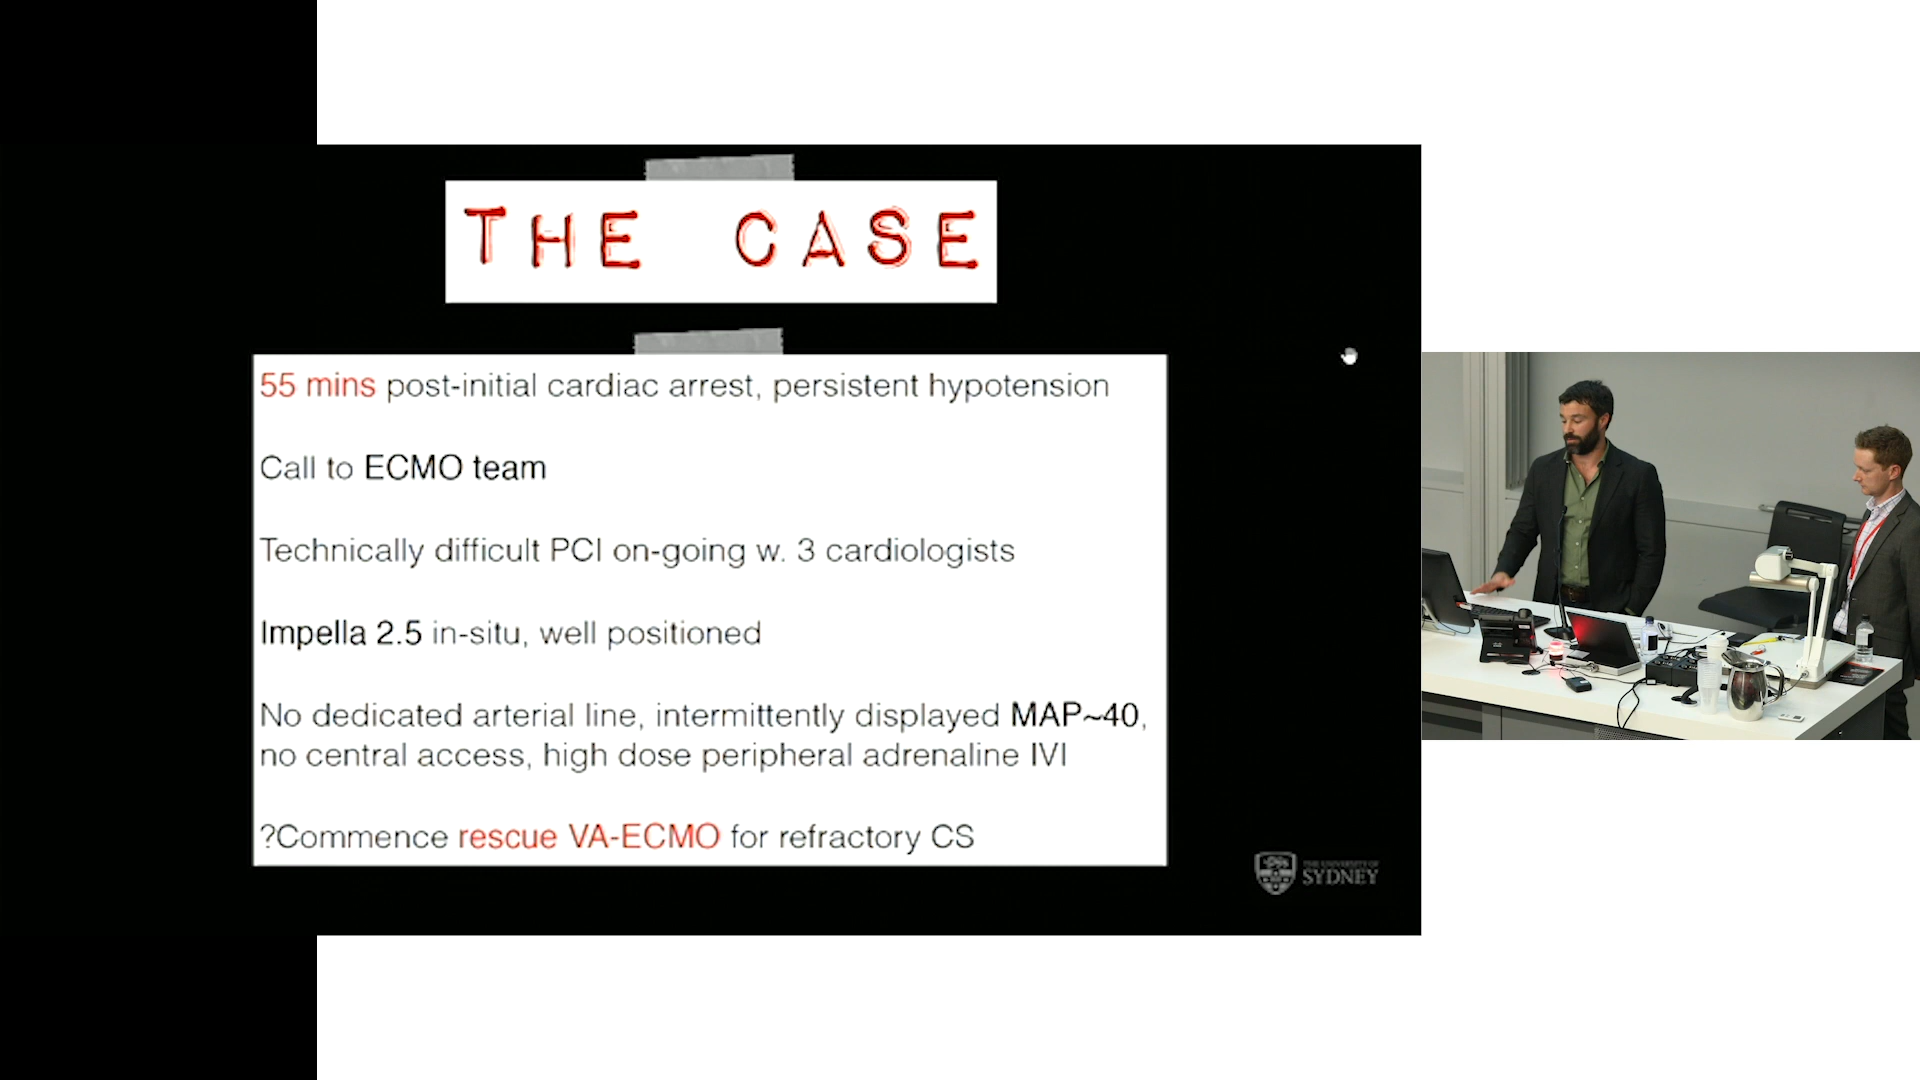 THE CASE
55 mins post-initial cardiac arrest, persistent hypotension
Call to ECMO team
Technically difficult PCI on-going w. 3 cardiologists
Impella 2.5 in-situ, well positioned
No dedicated arterial line, intermittently displayed MAP~40,
no central access, high dose peripheral adrenaline IVI
?Commence rescue VA-ECMO for refractory CS
THE UNIVERSITY OF
SYDNEY